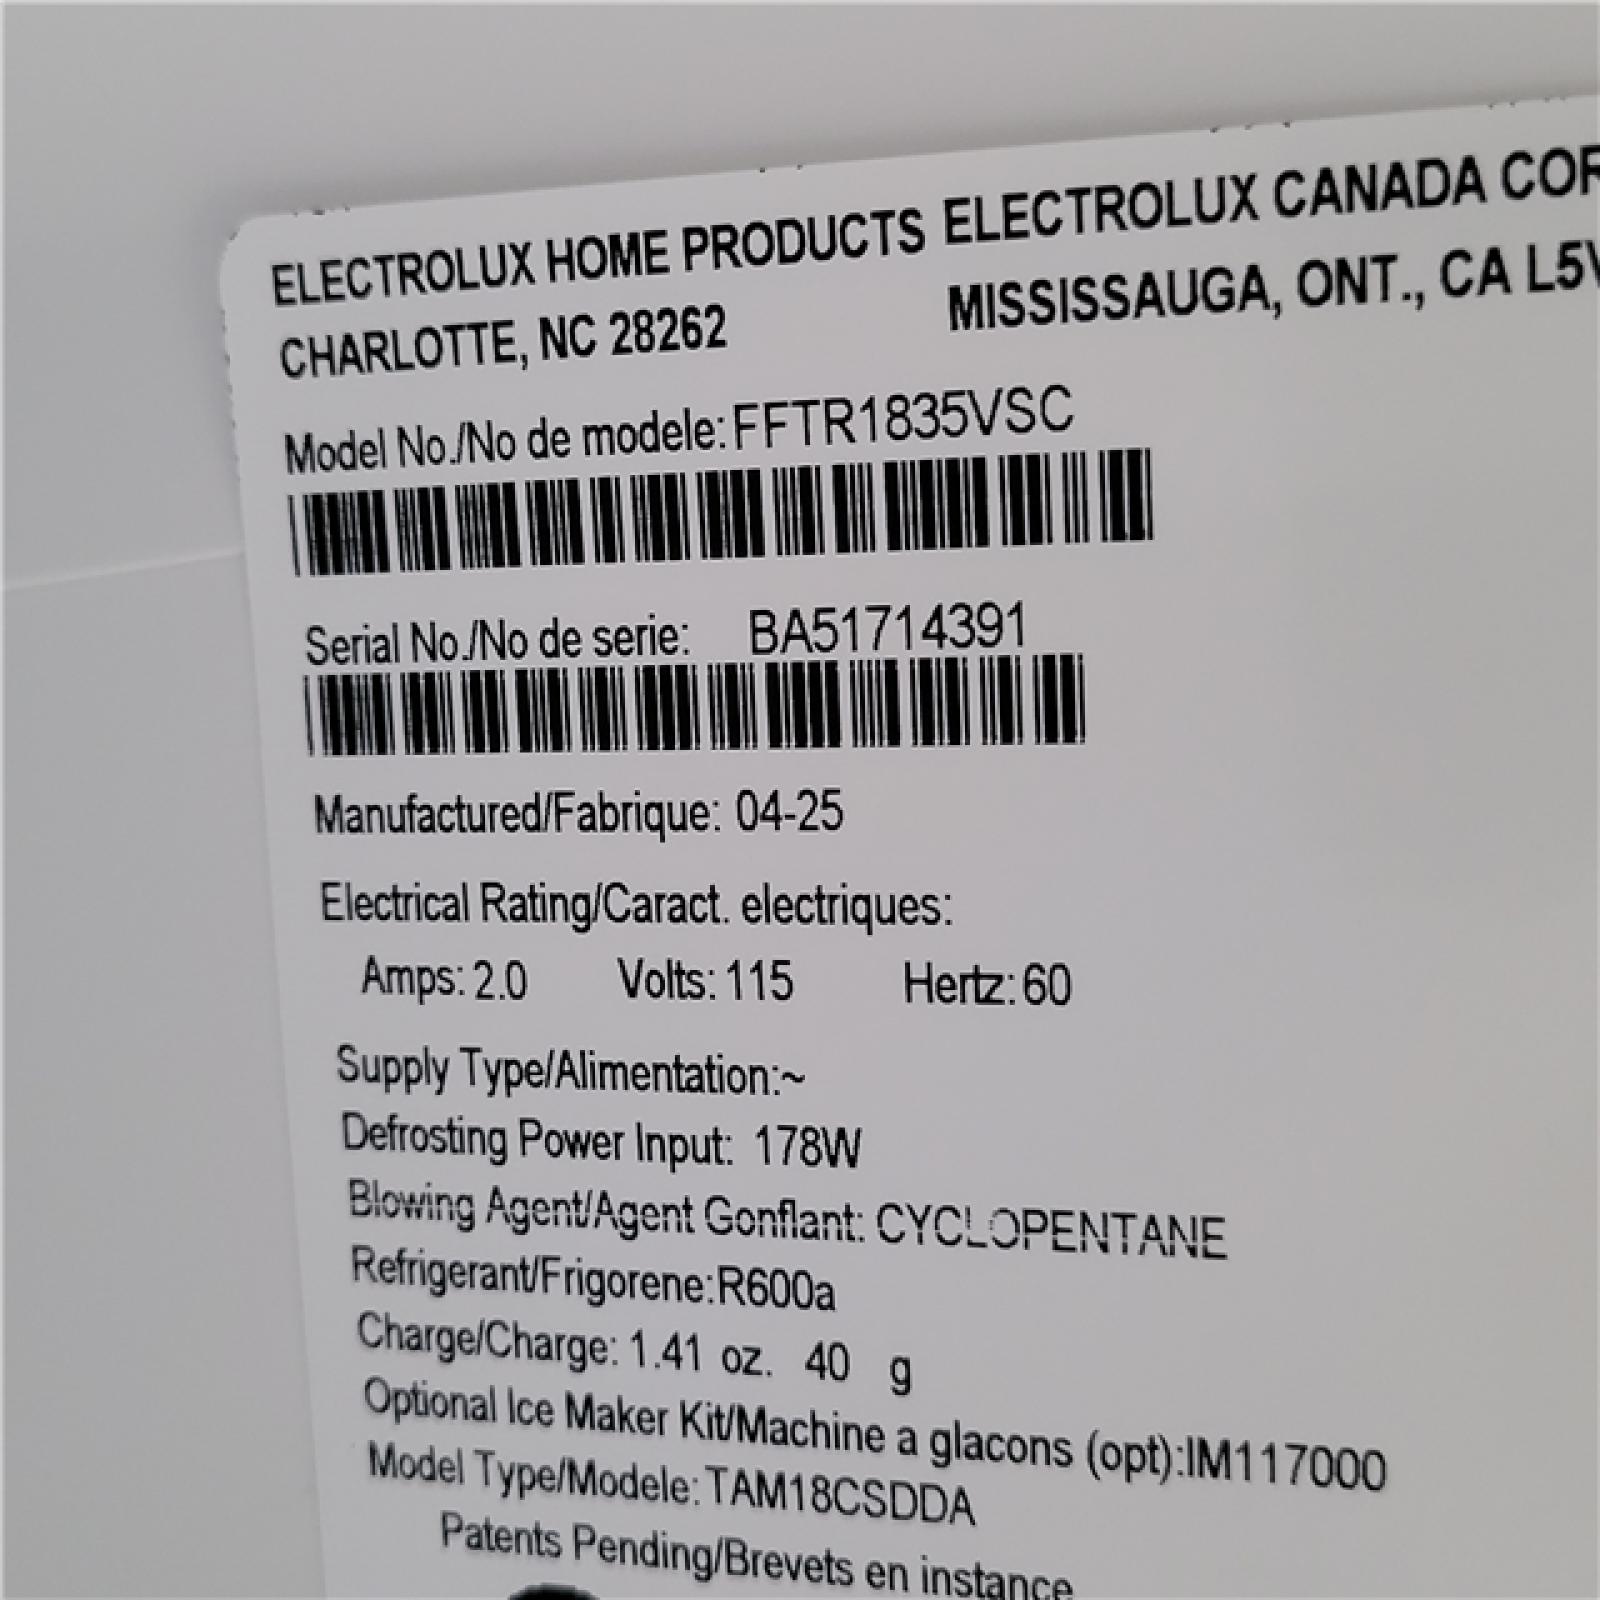 ELECTROLUX HOME PRODUCTS ELECTROLUX CANADA
CHARLOTTE, NC 28262 MISSISSAUGA, ONT., CA
Model No./No de modele:FFTR1835VSC
Serial No./No de serie: BA51714391
Manufactured/Fabrique: 04-25
Electrical Rating/Caract. electriques:
Amps:2.0 Volts:115 Hertz:60
Supply Type/Alimentation:~
Defrosting Power Input: 178W
Blowing Agent/Agent Gonflant: CYCLOPENTANE
Refrigerant/Frigorene:R600a
Charge/Charge: 1.41 oz. 40 g
Optional Ice Maker Kit/Machine a glacons (opt):IM117000
Model Type/Modele:TAM18CSDDA
Patents Pending/Brevets en instance